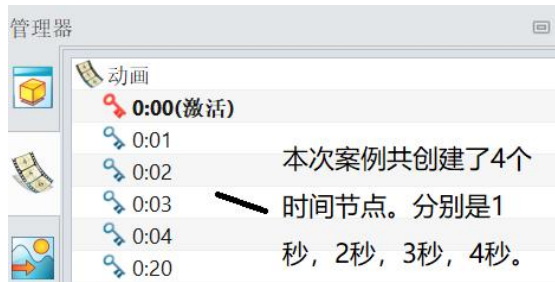 管理器
动画
0:00(激活)
0:01
0:02
0:03
0:04
0:20
本次案例共创建了4个
时间节点。分别是1
秒，2秒，3秒，4秒。